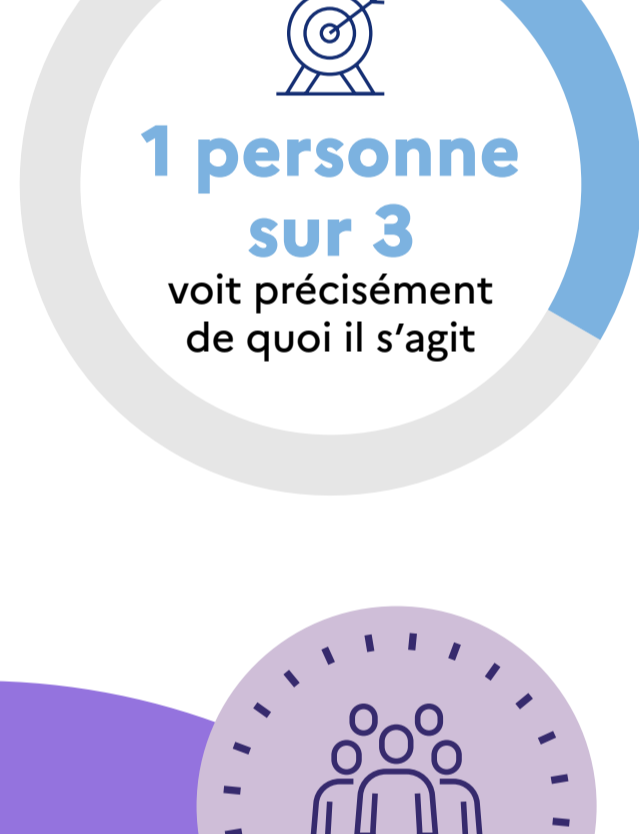 1 personne
sur 3
voit précisément
de quoi il s’agit